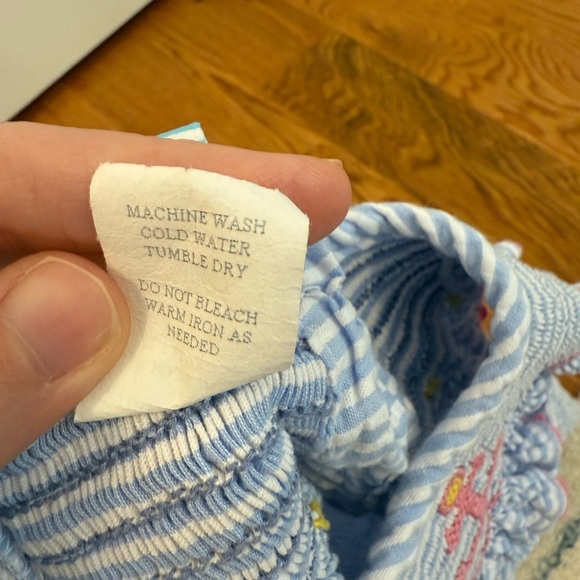 MACHINE WASH
COLD WATER
TUMBLE DRY
DO NOT BLEACH
WARM IRON AS
NEEDED